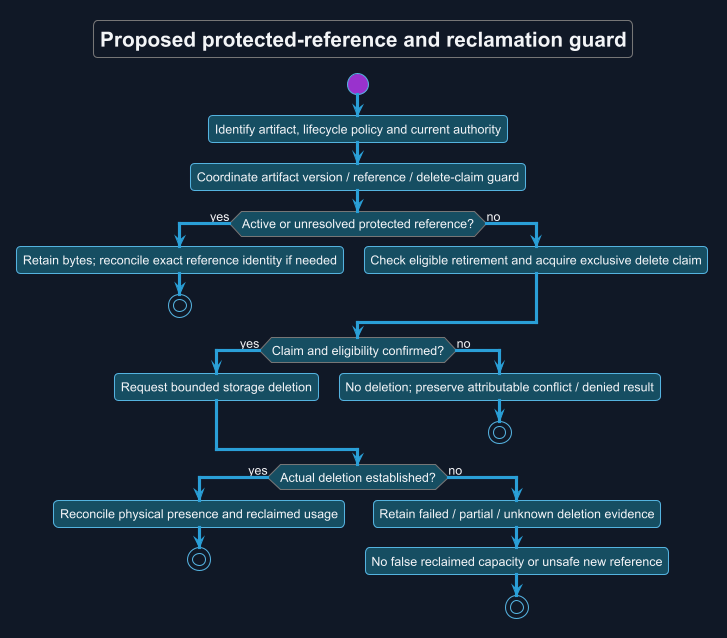 Proposed protected-reference and reclamation guard
Identify artifact, lifecycle policy and current authority
Coordinate artifact version / reference / delete-claim guard
yes
Active or unresolved protected reference?
no
Retain bytes; reconcile exact reference identity if needed
Check eligible retirement and acquire exclusive delete claim
yes
Claim and eligibility confirmed?
no
Request bounded storage deletion
No deletion; preserve attributable conflict / denied result
yes
Actual deletion established?
no
Reconcile physical presence and reclaimed usage
Retain failed / partial / unknown deletion evidence
No false reclaimed capacity or unsafe new reference